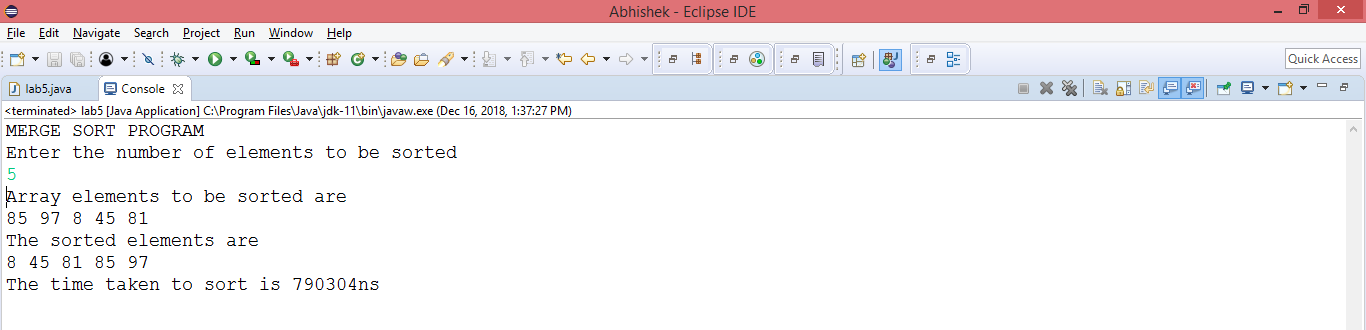 Abhishek - Eclipse IDE
File Edit Navigate Search Project Run Window Help
Quick Access
lab5.java Console
<terminated> lab5 [Java Application] C:\Program Files\Java\jdk-11\bin\javaw.exe (Dec 16, 2018, 1:37:27 PM)
MERGE SORT PROGRAM
Enter the number of elements to be sorted
5
Array elements to be sorted are
85 97 8 45 81
The sorted elements are
8 45 81 85 97
The time taken to sort is 790304ns